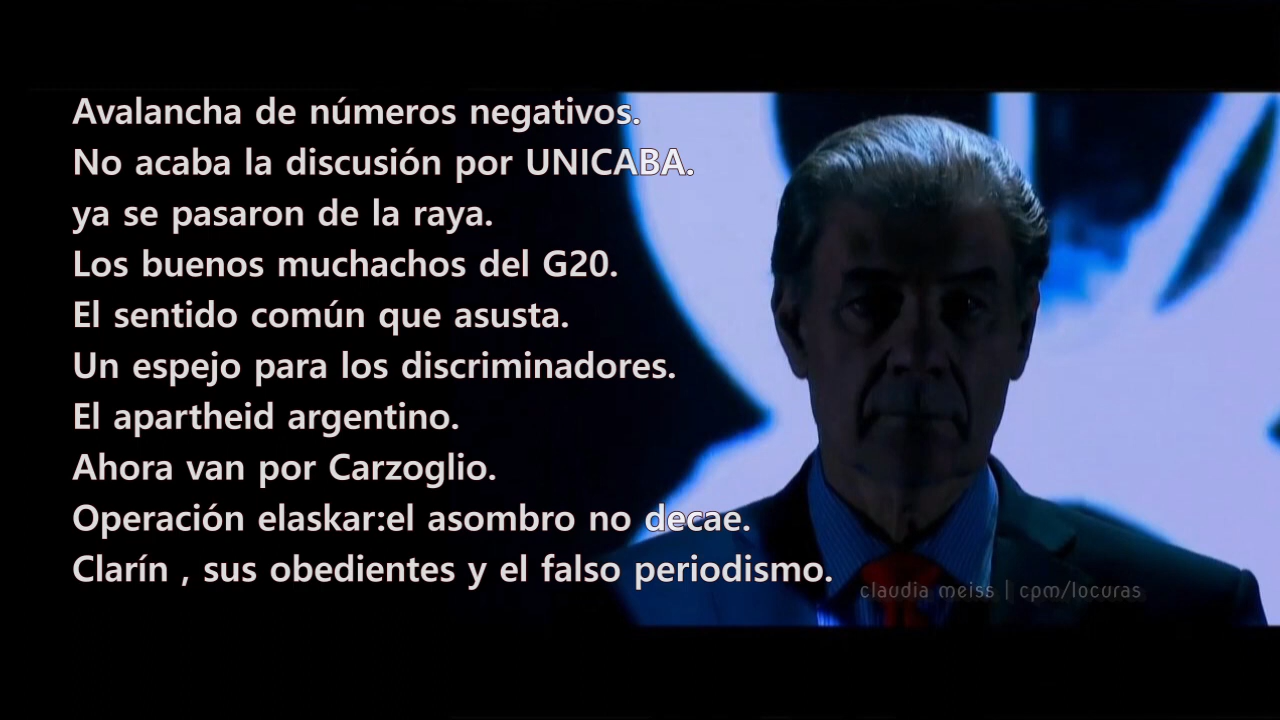 Avalancha de números negativos.
No acaba la discusión por UNICABA.
ya se pasaron de la raya.
Los buenos muchachos del G20.
El sentido común que asusta.
Un espejo para los discriminadores.
El apartheid argentino.
Ahora van por Carzoglio.
Operación elaskar:el asombro no decae.
Clarín , sus obedientes y el falso periodismo.
claudia meiss | cpm/locuras